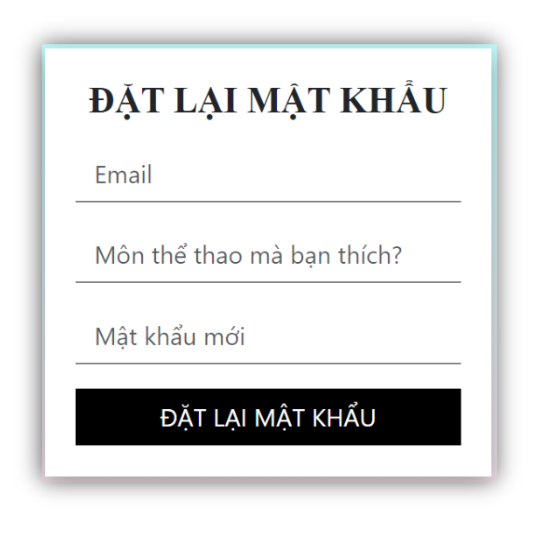 ĐẶT LẠI MẬT KHẨU
Email
Môn thể thao mà bạn thích?
Mật khẩu mới
ĐẶT LẠI MẬT KHẨU